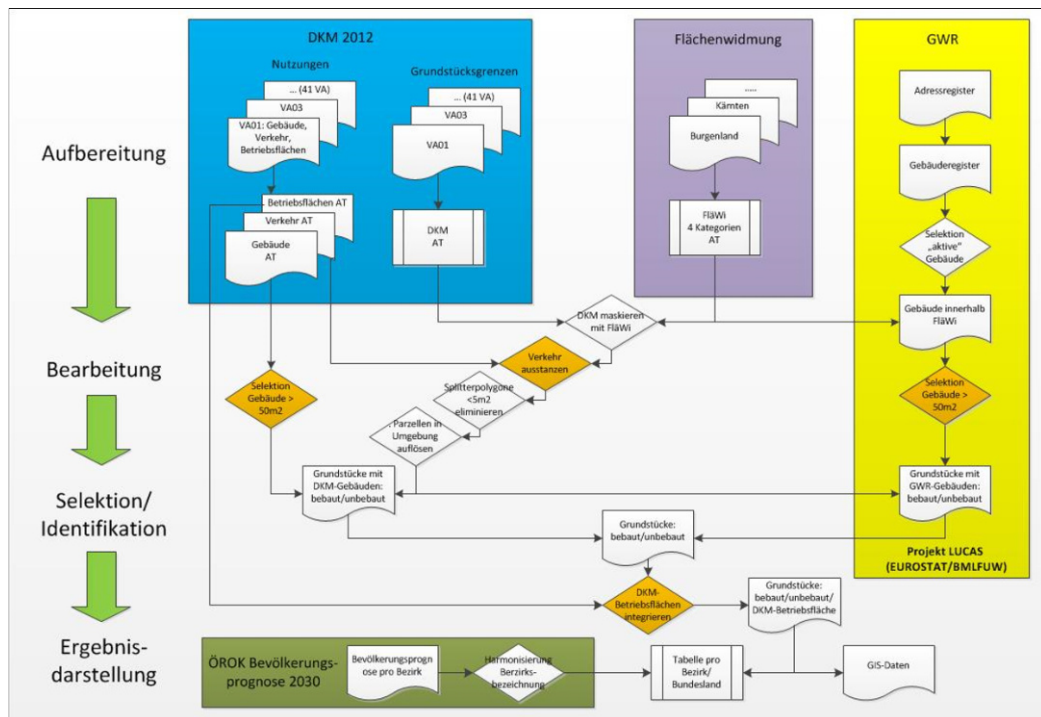 DKM 2012
Nutzungen
... (41 VA)
VA03
VA01: Gebäude,
Verkehr,
Betriebsflächen
Betriebsflächen AT
Verkehr AT
Gebäude
AT
Grundstücksgrenzen
... (41 VA)
VA03
VA01
DKM
AT
Flächenwidmung
.....
Kärnten
Burgenland
FläWi
4 Kategorien
AT
GWR
Adressregister
Gebäuderegister
Selektion
„aktive"
Gebäude
Gebäude innerhalb
FläWi
Selektion
Gebäude >
50m2
Grundstücke mit
GWR-Gebäuden:
bebaut/unbebaut
Projekt LUCAS
(EUROSTAT/BMLFUW)
Aufbereitung
Bearbeitung
Selektion/
Identifikation
Ergebnis-
darstellung
DKM maskieren
mit FläWi
Verkehr
ausstanzen
Splitterpolygone
<5m2
eliminieren
. Parzellen in
Umgebung
auflösen
Selektion
Gebäude >
50m2
Grundstücke mit
DKM-Gebäuden:
bebaut/unbebaut
Grundstücke:
bebaut/unbebaut
DKM-
Betriebsflächen
integrieren
Grundstücke:
bebaut/unbebaut/
DKM-Betriebsfläche
ÖROK Bevölkerungs-
prognose 2030
Bevölkerungsprogn
ose pro Bezirk
Harmonisierung
Berzirks-
bezeichnung
Tabelle pro
Bezirk/
Bundesland
GIS-Daten